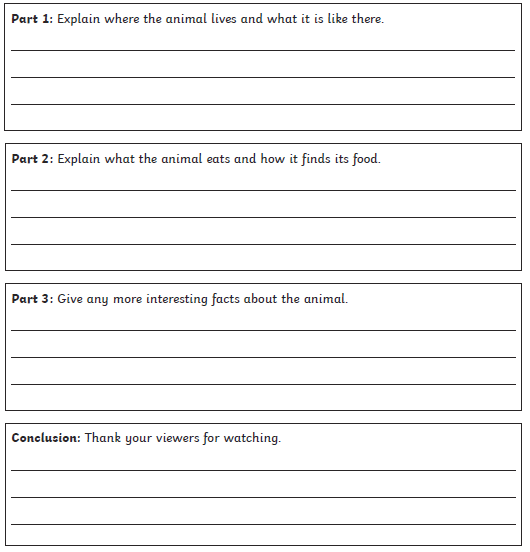 Part 1: Explain where the animal lives and what it is like there.
Part 2: Explain what the animal eats and how it finds its food.
Part 3: Give any more interesting facts about the animal.
Conclusion: Thank your viewers for watching.